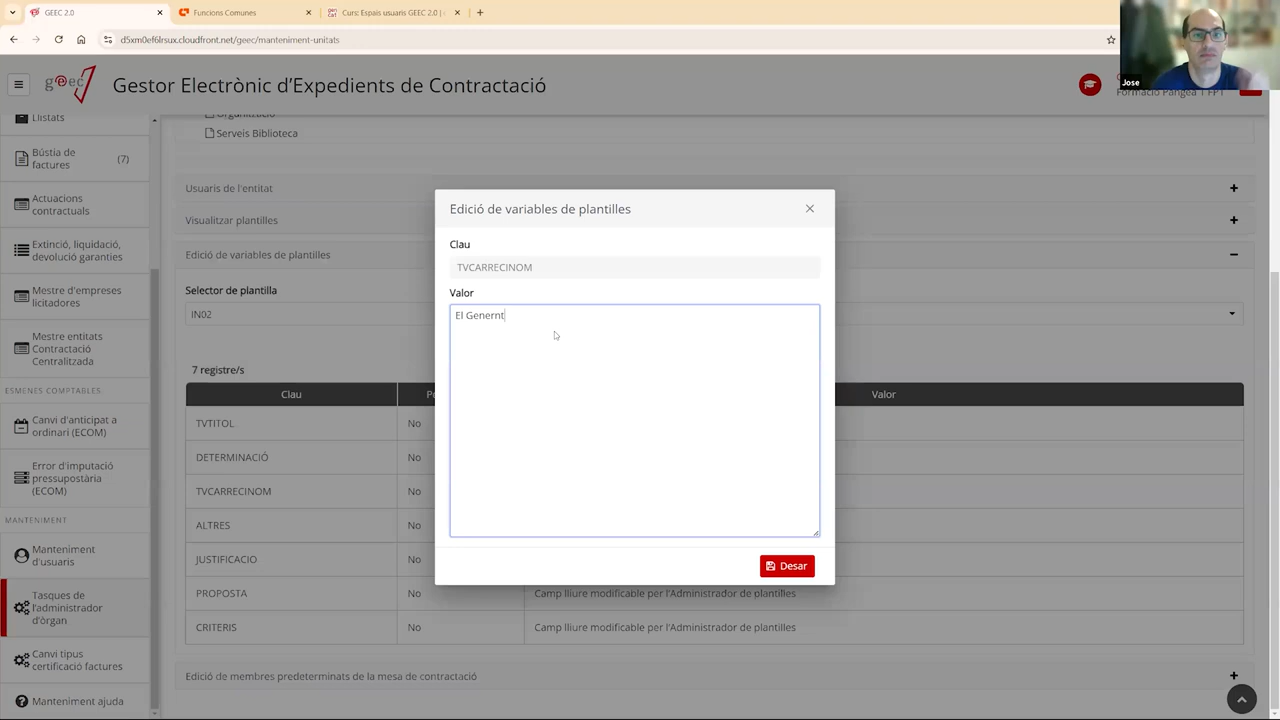 GEEC 2.0
Funcions Comunes
Curs: Espais usuaris GEEC 2.0 |
d5xm0ef6lrsux.cloudfront.net/geec/manteniment-unitats
geec
Gestor Electrònic d'Expedients de Contractació
Jose
Formació Pangea 1 FPT
Llistats
Bústia de
factures
(7)
Actuacions
contractuals
Extinció, liquidació,
devolució garanties
Mestre d'empreses
licitadores
Mestre entitats
Contractació
Centralitzada
ESMENES COMPTABLES
Canvi d'anticipat a
ordinari (ECOM)
Error d'imputació
pressupostària
(ECOM)
MANTENIMENT
Manteniment
d'usuaris
Tasques de
l'administrador
d'òrgan
Canvi tipus
certificació factures
Manteniment ajuda
Organització
Serveis Biblioteca
Usuaris de l'entitat
Visualitzar plantilles
Edició de variables de plantilles
Selector de plantilla
IN02
7 registre/s
Clau
Valor
TVTITOL
No
DETERMINACIÓ
No
TVCARRECINOM
No
ALTRES
No
JUSTIFICACIO
No
PROPOSTA
No
Camp lliure modificable per l'Administrador de plantilles
CRITERIS
No
Camp lliure modificable per l'Administrador de plantilles
Edició de membres predeterminats de la mesa de contractació
Edició de variables de plantilles
Clau
TVCARRECINOM
Valor
El Genernt
Desar